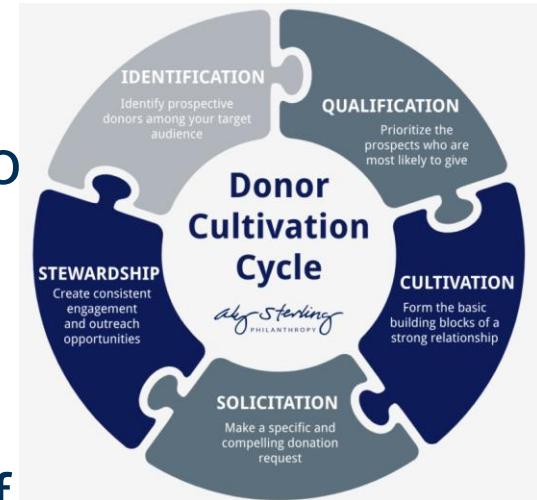 IDENTIFICATION
Identify prospective
donors among your target
audience
QUALIFICATION
Prioritize the
prospects who are
most likely to give
o
Donor
Cultivation
Cycle
PHILANTHROPY
STEWARDSHIP
Create consistent
engagement
and outreach
opportunities
CULTIVATION
Form the basic
building blocks of a
strong relationship
SOLICITATION
Make a specific and
compelling donation
request
f